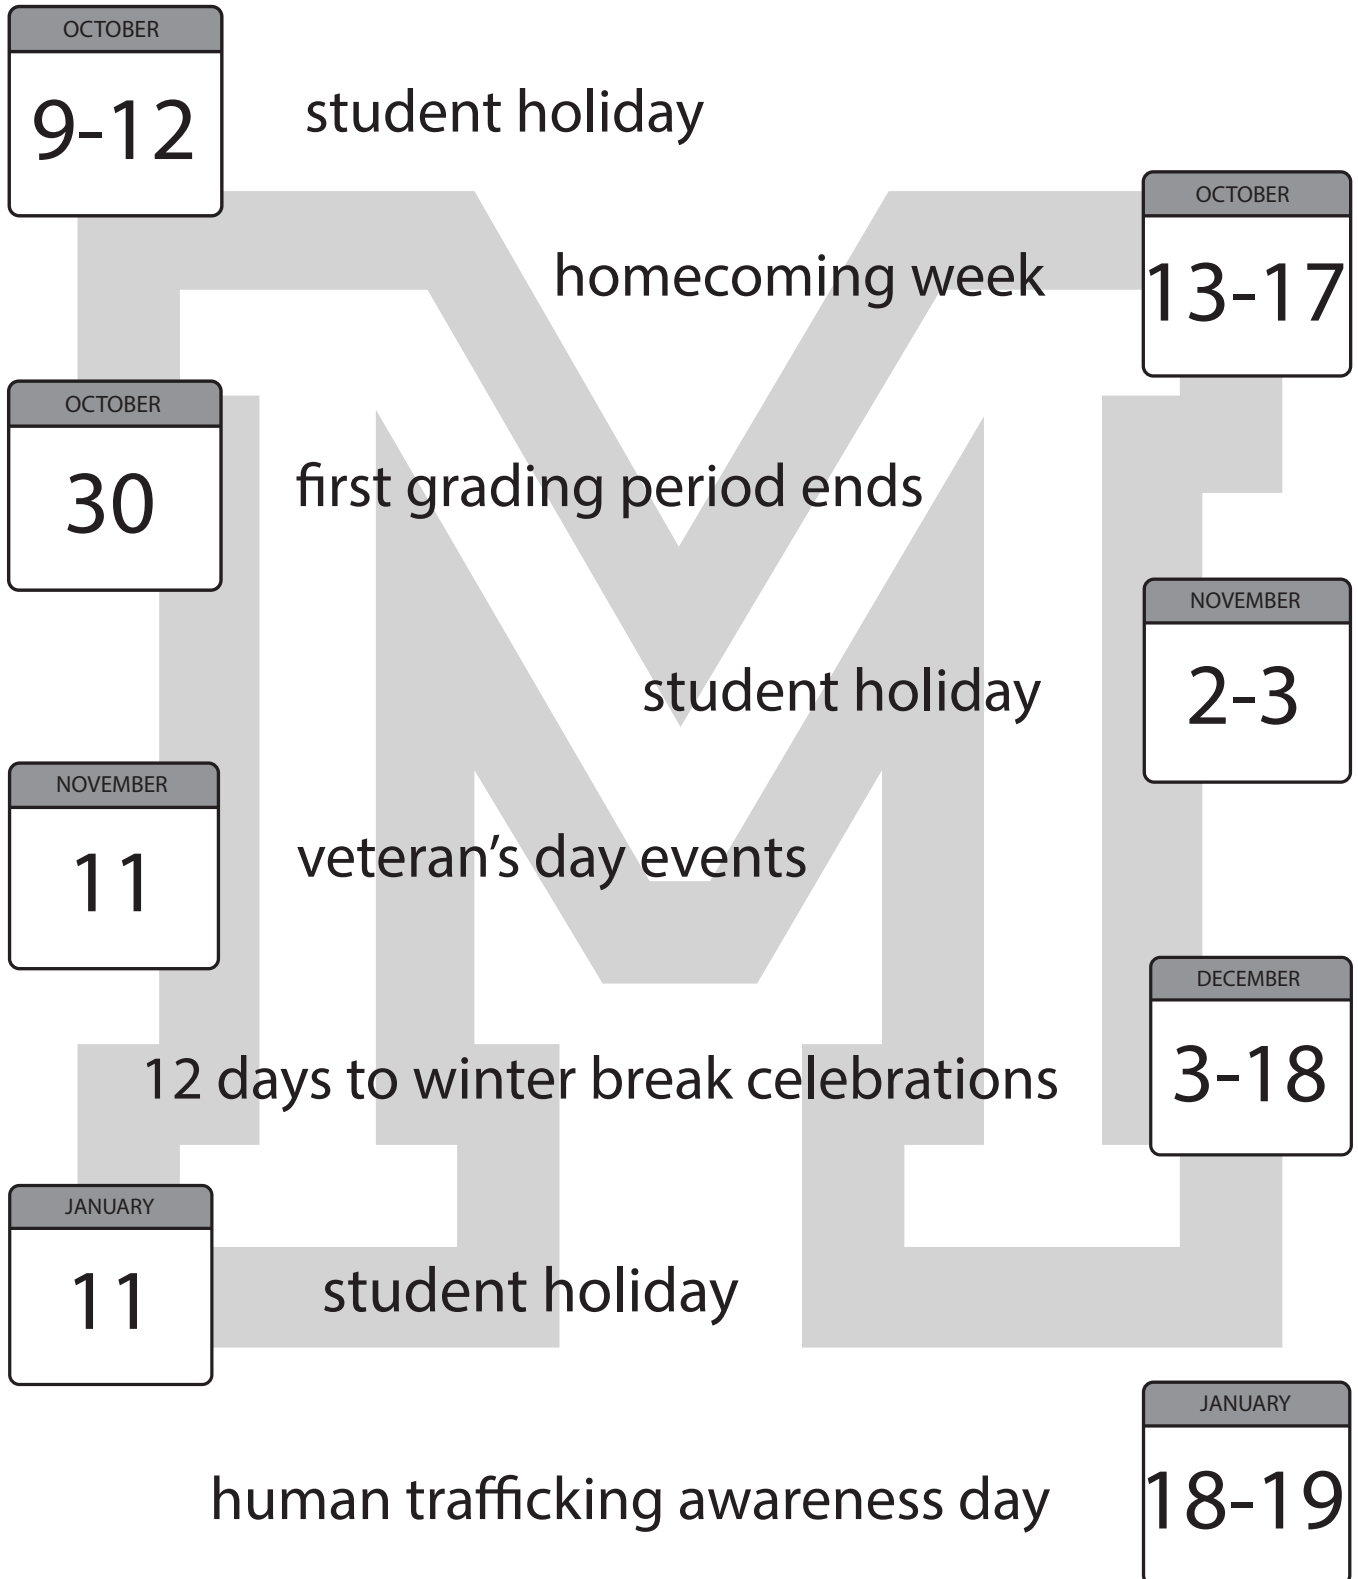 OCTOBER
9-12
student holiday
OCTOBER
13-17
homecoming week
OCTOBER
30
first grading period ends
NOVEMBER
2-3
student holiday
NOVEMBER
11
veteran’s day events
DECEMBER
3-18
12 days to winter break celebrations
JANUARY
11
student holiday
JANUARY
18-19
human trafficking awareness day